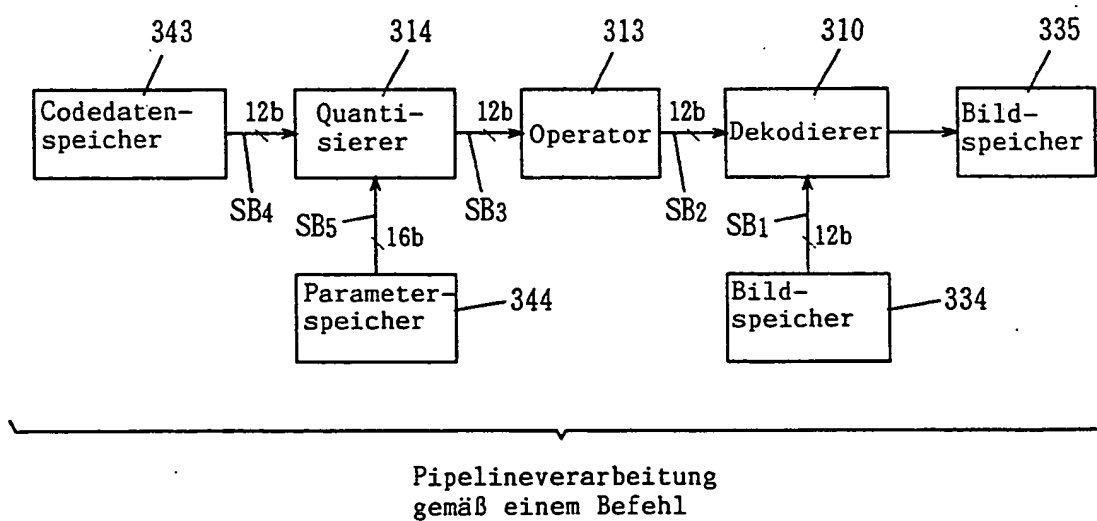 343
314
313
310
335
Codedaten-
speicher
12b
Quanti-
sierer
12b
Operator
12b
Dekodierer
Bild-
speicher
SB4
SB5
16b
SB3
SB2
SB1
12b
Parameter-
speicher
344
Bild-
speicher
334
Pipelineverarbeitung
gemäß einem Befehl